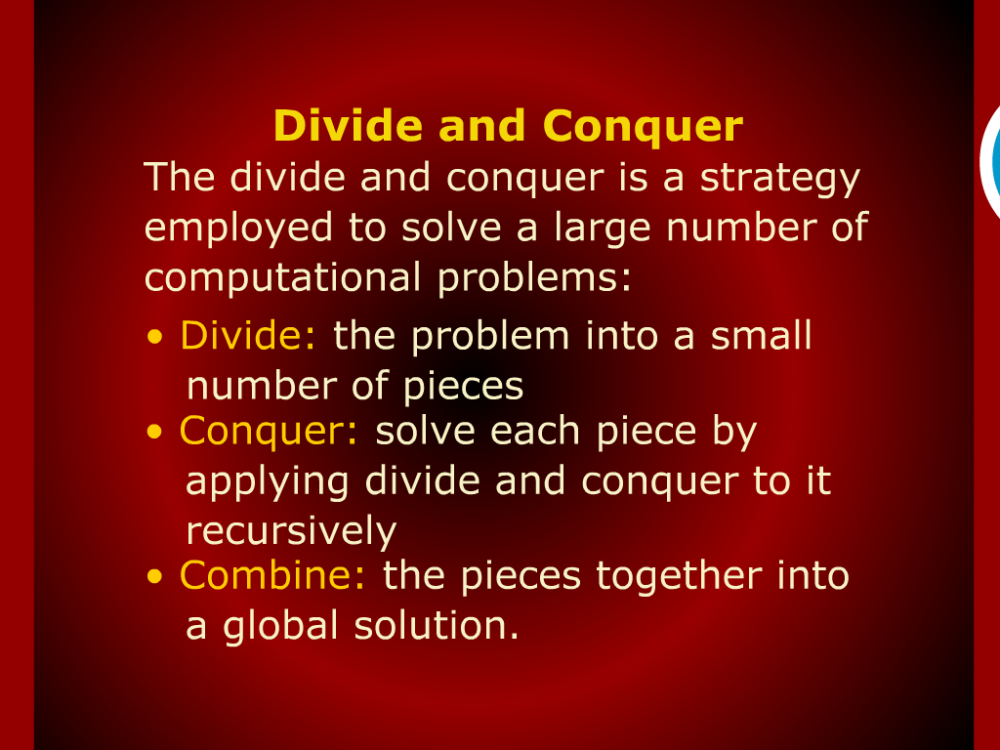 Divide and Conquer
The divide and conquer is a strategy
employed to solve a large number of
computational problems:
• Divide: the problem into a small
number of pieces
• Conquer: solve each piece by
applying divide and conquer to it
recursively
• Combine: the pieces together into
a global solution.